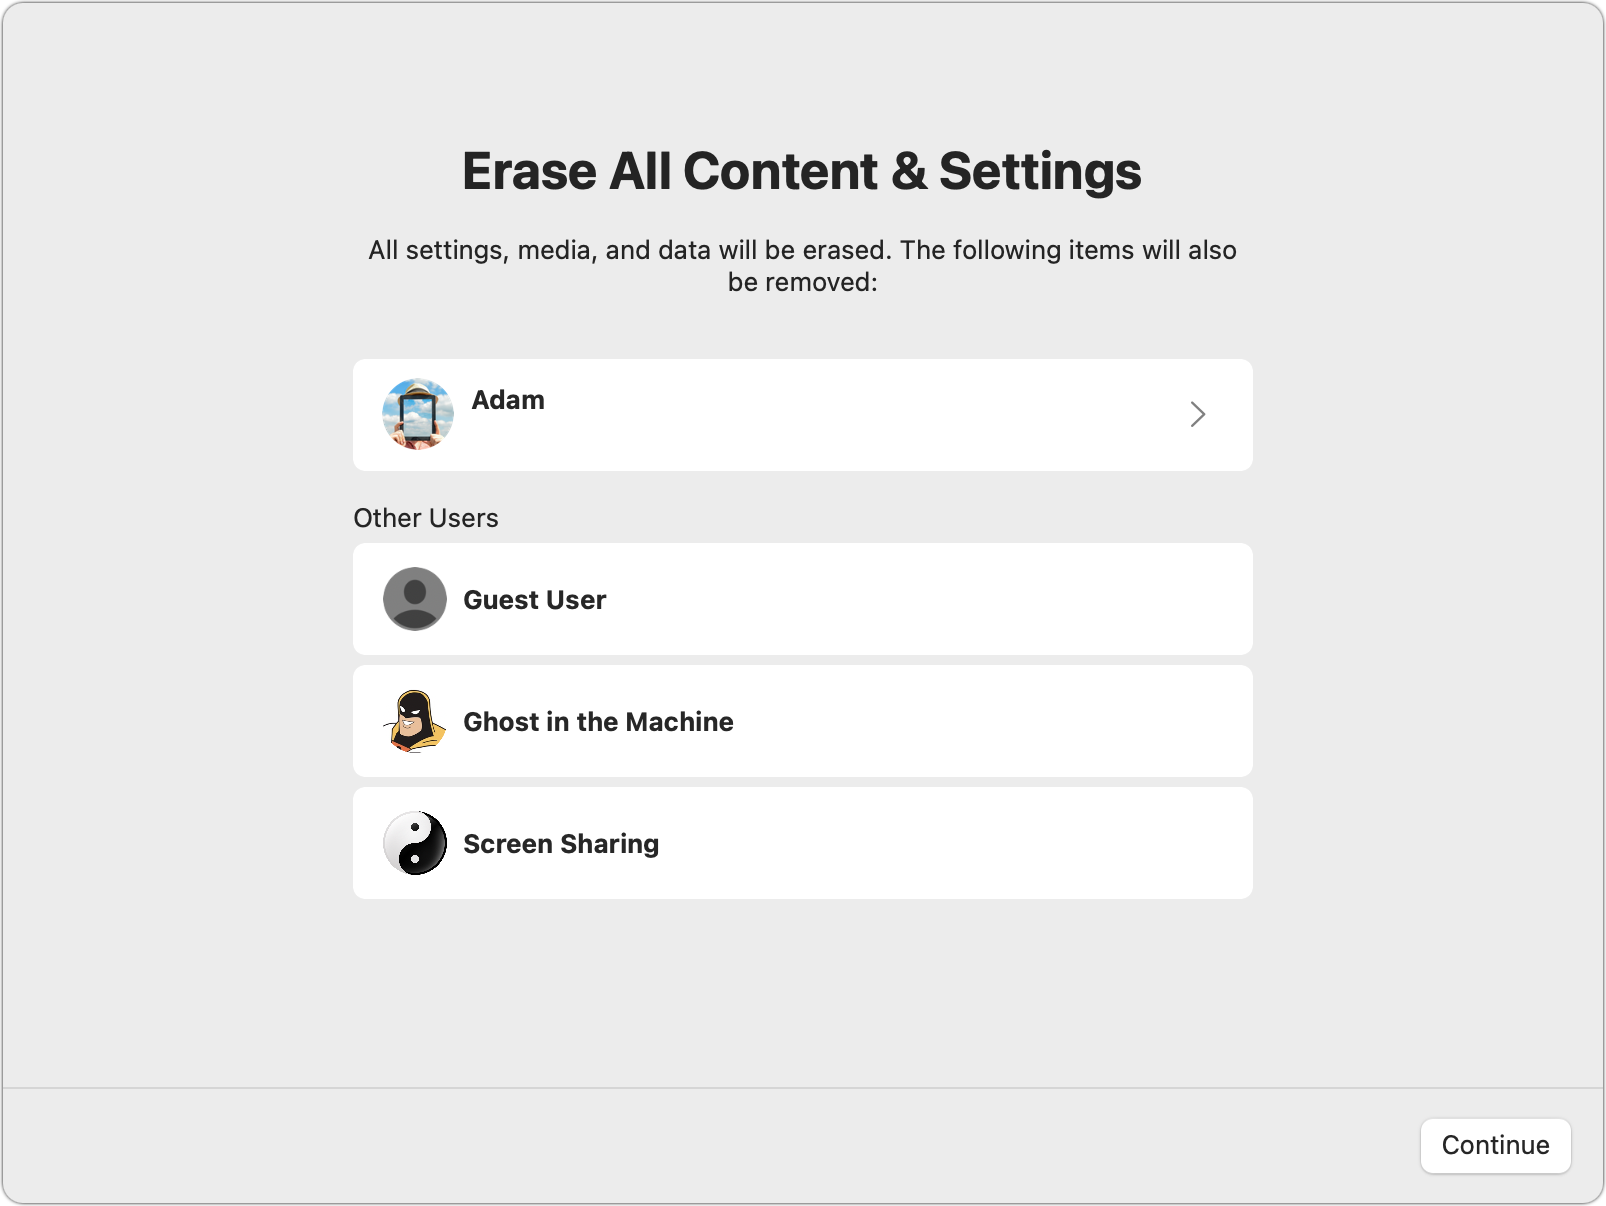 Erase All Content & Settings
All settings, media, and data will be erased. The following items will also
be removed:
Adam
Other Users
Guest User
Ghost in the Machine
Screen Sharing
Continue